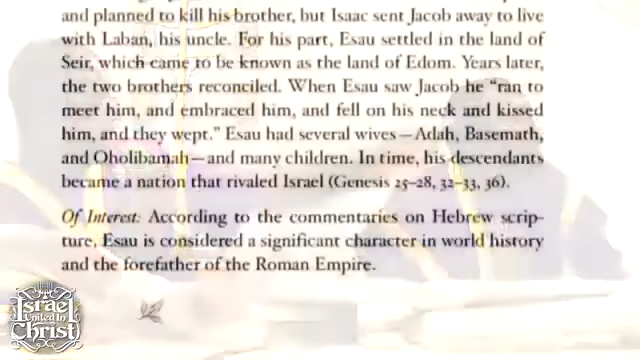 and planned to kill his brother, but Isaac sent Jacob away to live
with Laban, his uncle. For his part, Esau settled in the land of
Seir, which came to be known as the land of Edom. Years later,
the two brothers reconciled. When Esau saw Jacob he “ran to
meet him, and embraced him, and fell on his neck and kissed
him, and they wept.” Esau had several wives—Adah, Basemath,
and Oholibamah—and many children. In time, his descendants
became a nation that rivaled Israel (Genesis 25–28, 32–33, 36).
Of Interest: According to the commentaries on Hebrew scrip-
ture, Esau is considered a significant character in world history
and the forefather of the Roman Empire.
Israel
United In
Christ